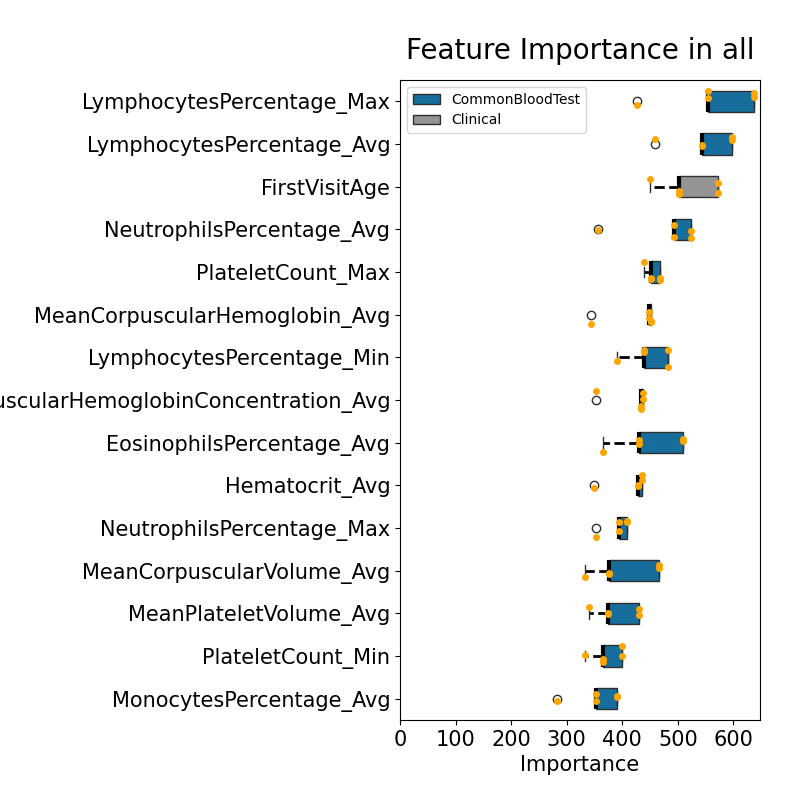 Feature Importance in all
CommonBloodTest
Clinical
LymphocytesPercentage_Max
LymphocytesPercentage_Avg
FirstVisitAge
NeutrophilsPercentage_Avg
PlateletCount_Max
MeanCorpuscularHemoglobin_Avg
LymphocytesPercentage_Min
uscularHemoglobinConcentration_Avg
EosinophilsPercentage_Avg
Hematocrit_Avg
NeutrophilsPercentage_Max
MeanCorpuscularVolume_Avg
MeanPlateletVolume_Avg
PlateletCount_Min
MonocytesPercentage_Avg
0 100 200 300 400 500 600
Importance